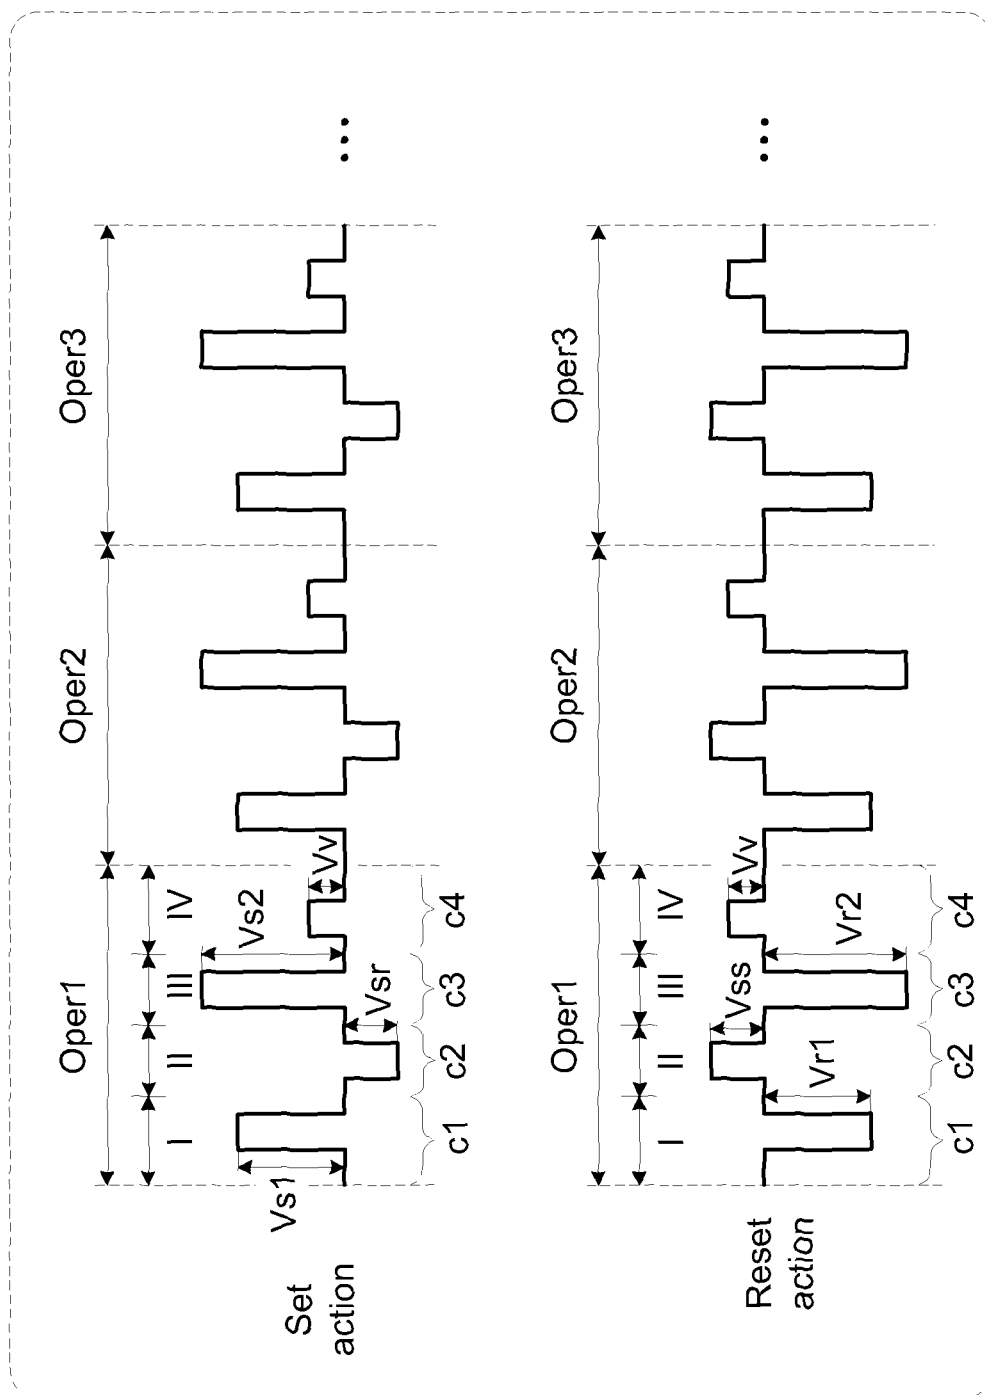 Oper1 Oper2 Oper3
I II III IV
Vs1 Vsr Vs2 Vv
Set
action
c1 c2 c3 c4
...
Oper1 Oper2 Oper3
I II III IV
Vr1 Vss Vr2 Vv
Reset
action
c1 c2 c3 c4
...